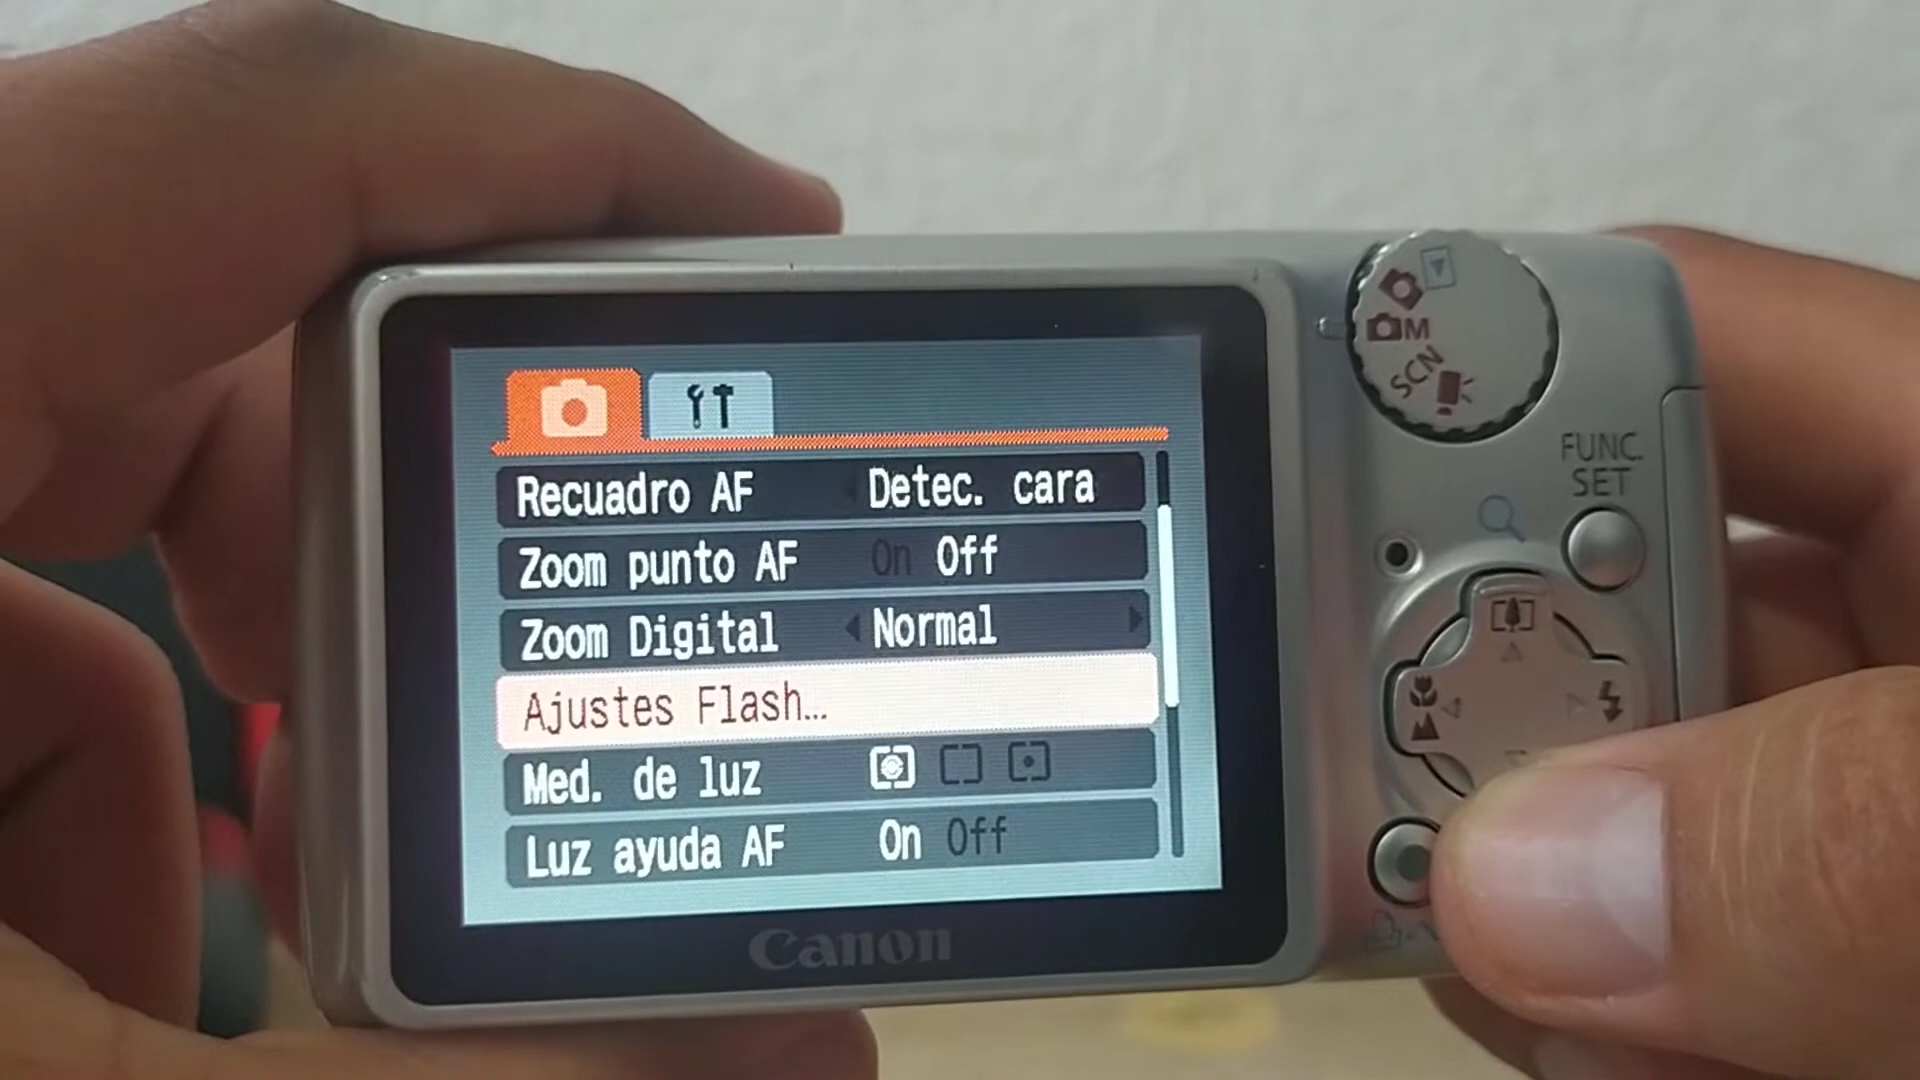 M
SCN
FUNC.
SET
Recuadro AF Detec. cara
Zoom punto AF On Off
Zoom Digital Normal
Ajustes Flash...
Med. de luz
Luz ayuda AF On Off
Canon